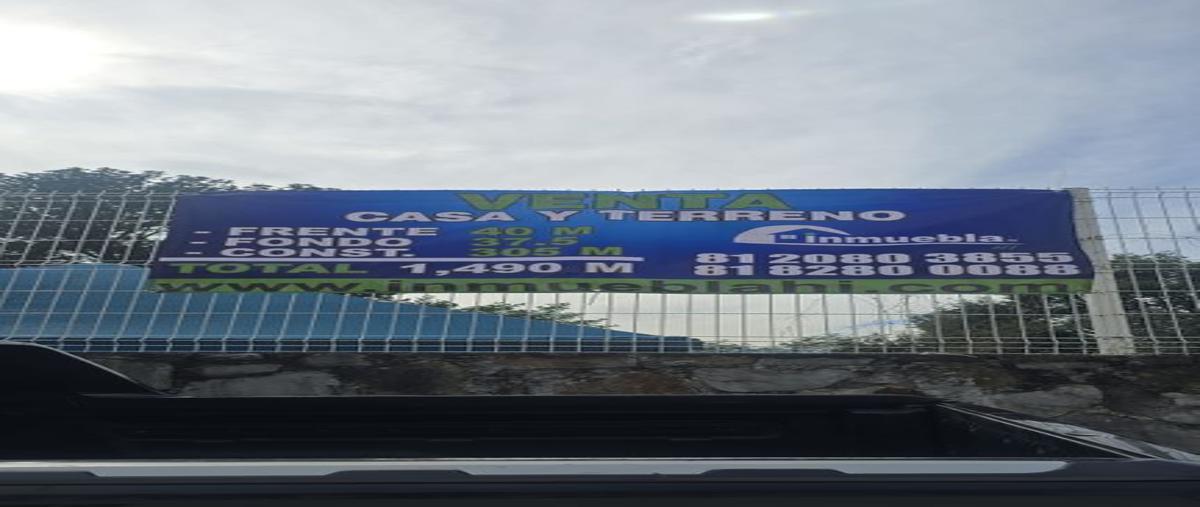 VENTA
CASA Y TERRENO
- FRENTE 40 M
- FONDO 37.5
- CONST. 305 M
TOTAL 1,490 M
inmuebla
81 2080 3855
81 8280 0088
www.inmueblahi.com